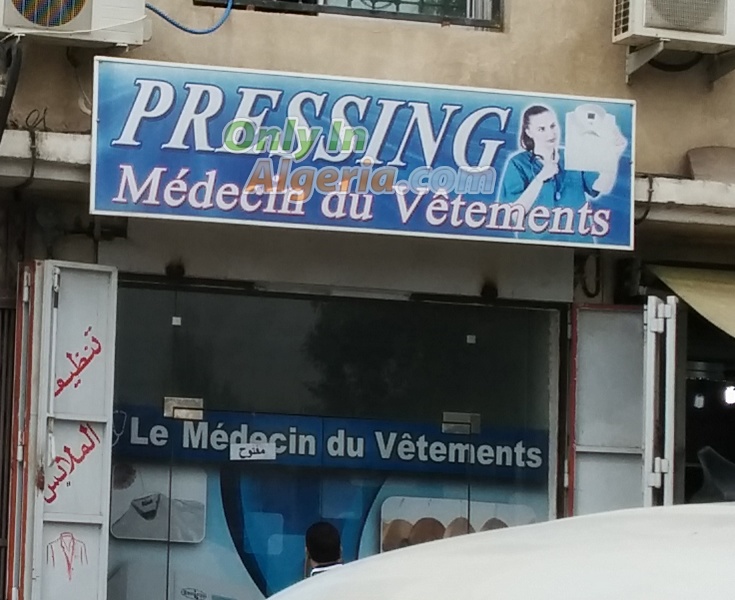 PRESSING
Only In
Algeria.com
Médecin du Vêtements
تنظيف
الملابس
Le Médecin du Vêtements
مفتوح